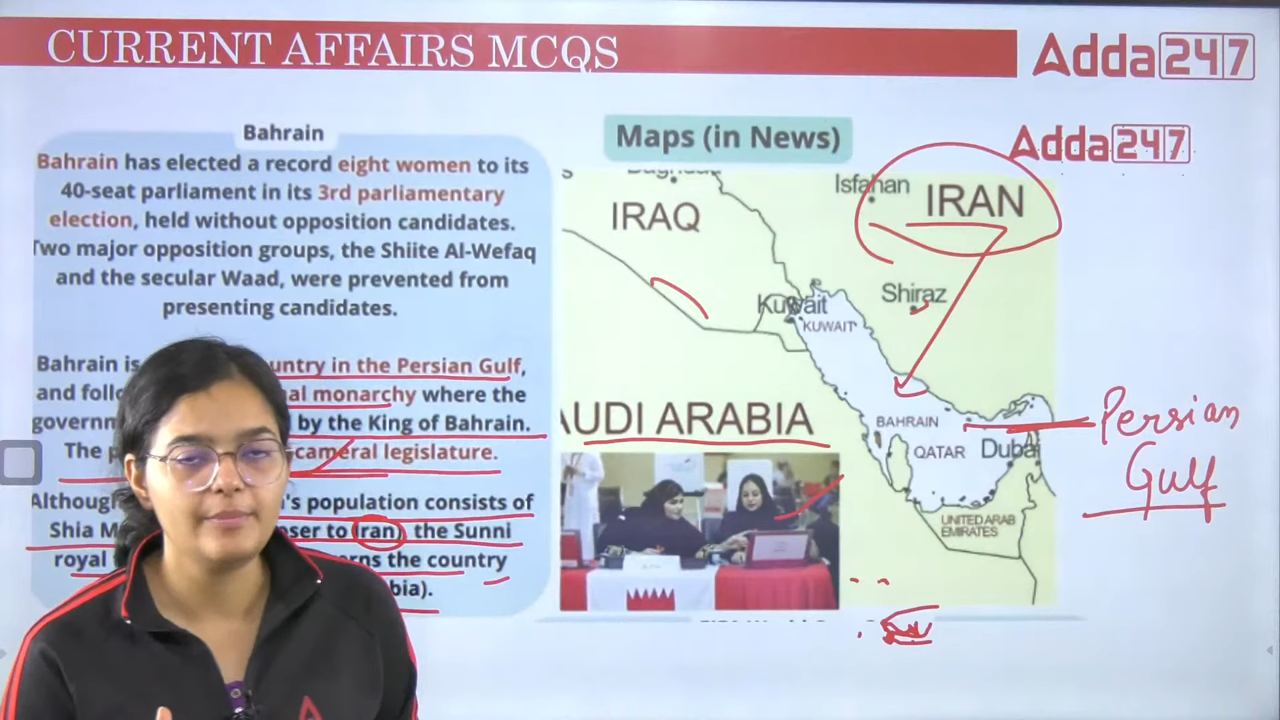 CURRENT AFFAIRS MCQS
Adda247
Bahrain
Bahrain has elected a record eight women to its
40-seat parliament in its 3rd parliamentary
election, held without opposition candidates.
Two major opposition groups, the Shiite Al-Wefaq
and the secular Waad, were prevented from
presenting candidates.
Bahrain is untry in the Persian Gulf,
and follo al monarchy where the
governm by the King of Bahrain.
The p -cameral legislature.
Although 's population consists of
Shia M ser to Iran, the Sunni
royal rns the country
bia).
Maps (in News)
Adda247
IRAQ
Isfahan
IRAN
Kuwait
KUWAIT
Shiraz
AUDI ARABIA
BAHRAIN
QATAR
Dubai
UNITED ARAB
EMIRATES
Persian
Gulf